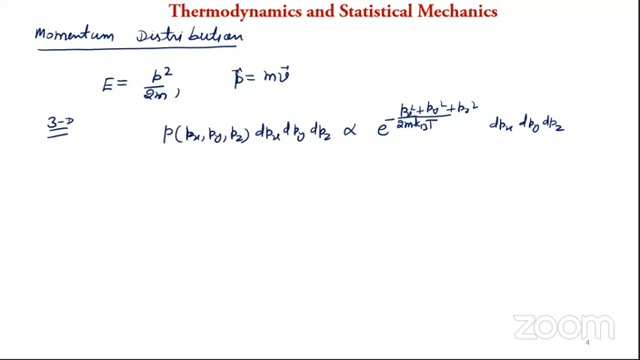 Thermodynamics and Statistical Mechanics
Momentum Distribution
E = p²/2m, p⃗ = mv⃗
3-D
P(px, py, pz) dpx dpy dpz ∝ e^-(px²+py²+pz²)/2mkBT dpx dpy dpz
zoom
4